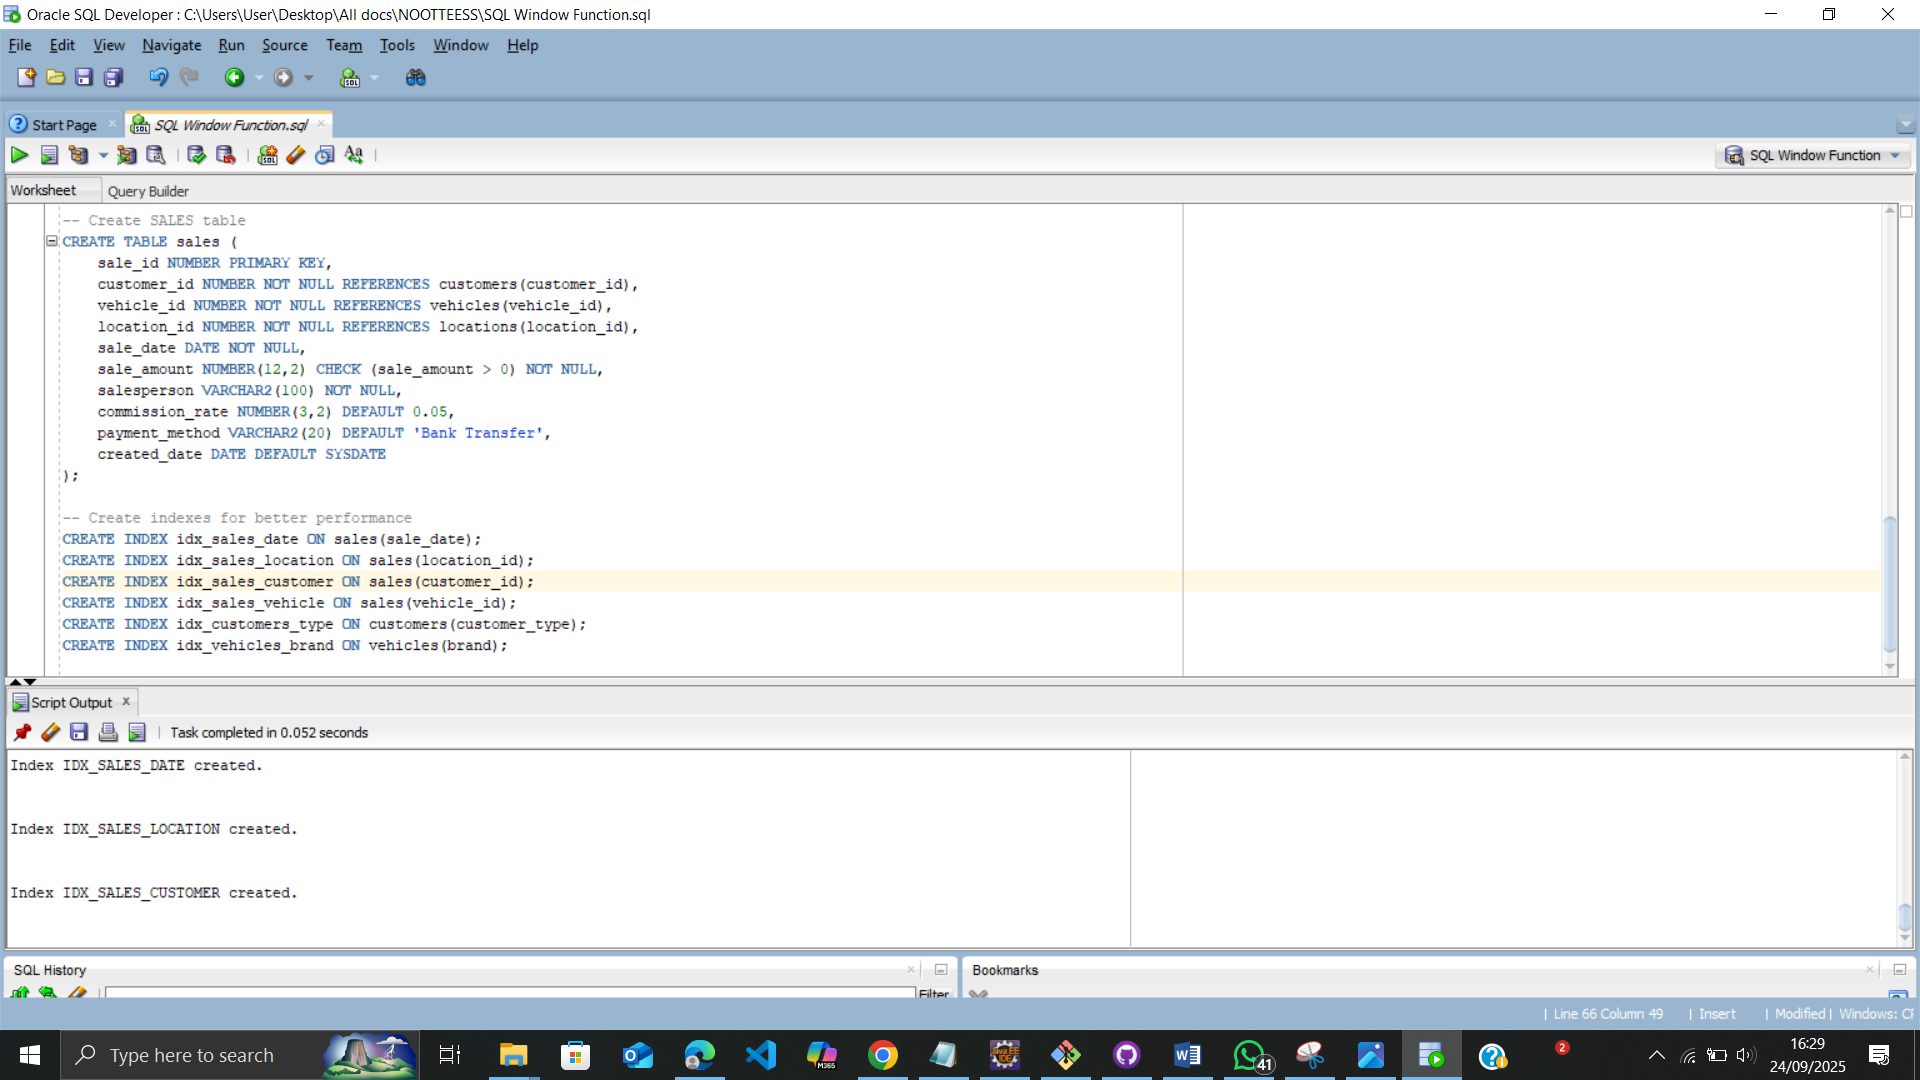 Oracle SQL Developer : C:\Users\User\Desktop\All docs\NOOTTEESS\SQL Window Function.sql
File Edit View Navigate Run Source Team Tools Window Help
Start Page SQL Window Function.sql
SQL Window Function
Worksheet Query Builder
-- Create SALES table
CREATE TABLE sales (
    sale_id NUMBER PRIMARY KEY,
    customer_id NUMBER NOT NULL REFERENCES customers(customer_id),
    vehicle_id NUMBER NOT NULL REFERENCES vehicles(vehicle_id),
    location_id NUMBER NOT NULL REFERENCES locations(location_id),
    sale_date DATE NOT NULL,
    sale_amount NUMBER(12,2) CHECK (sale_amount > 0) NOT NULL,
    salesperson VARCHAR2(100) NOT NULL,
    commission_rate NUMBER(3,2) DEFAULT 0.05,
    payment_method VARCHAR2(20) DEFAULT 'Bank Transfer',
    created_date DATE DEFAULT SYSDATE
);
-- Create indexes for better performance
CREATE INDEX idx_sales_date ON sales(sale_date);
CREATE INDEX idx_sales_location ON sales(location_id);
CREATE INDEX idx_sales_customer ON sales(customer_id);
CREATE INDEX idx_sales_vehicle ON sales(vehicle_id);
CREATE INDEX idx_customers_type ON customers(customer_type);
CREATE INDEX idx_vehicles_brand ON vehicles(brand);
Script Output
Task completed in 0.052 seconds
Index IDX_SALES_DATE created.
Index IDX_SALES_LOCATION created.
Index IDX_SALES_CUSTOMER created.
SQL History
Bookmarks
Filter
Line 66 Column 49 | Insert | Modified | Windows: CF
Type here to search
41
2
16:29
24/09/2025